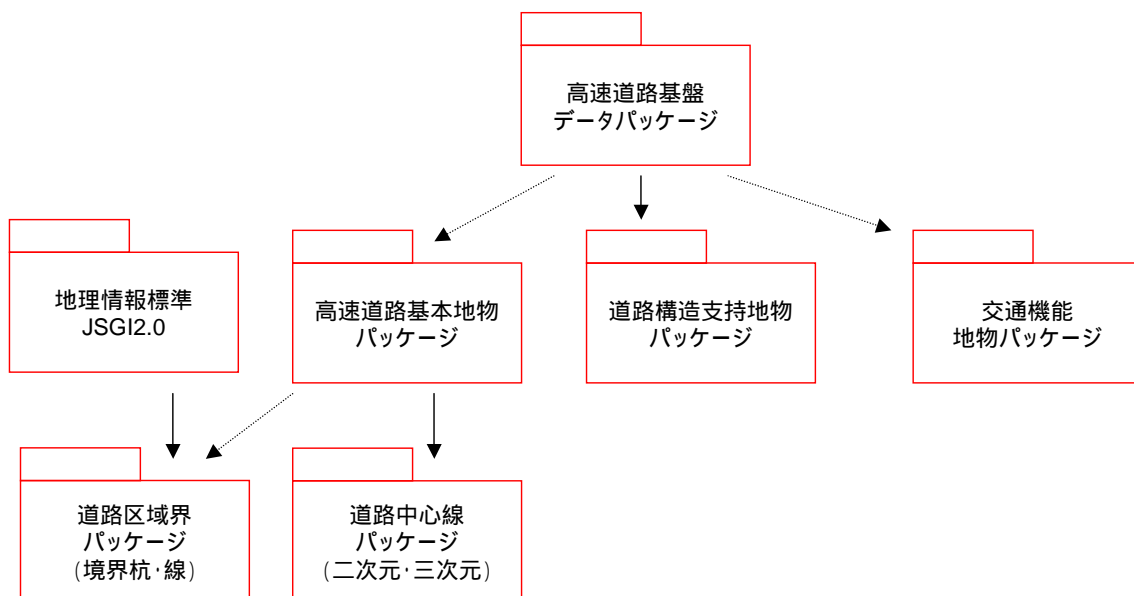 高速道路基盤
データパッケージ
地理情報標準
JSGI2.0
高速道路基本地物
パッケージ
道路構造支持地物
パッケージ
交通機能
地物パッケージ
道路区域界
パッケージ
(境界杭・線)
道路中心線
パッケージ
(二次元・三次元)